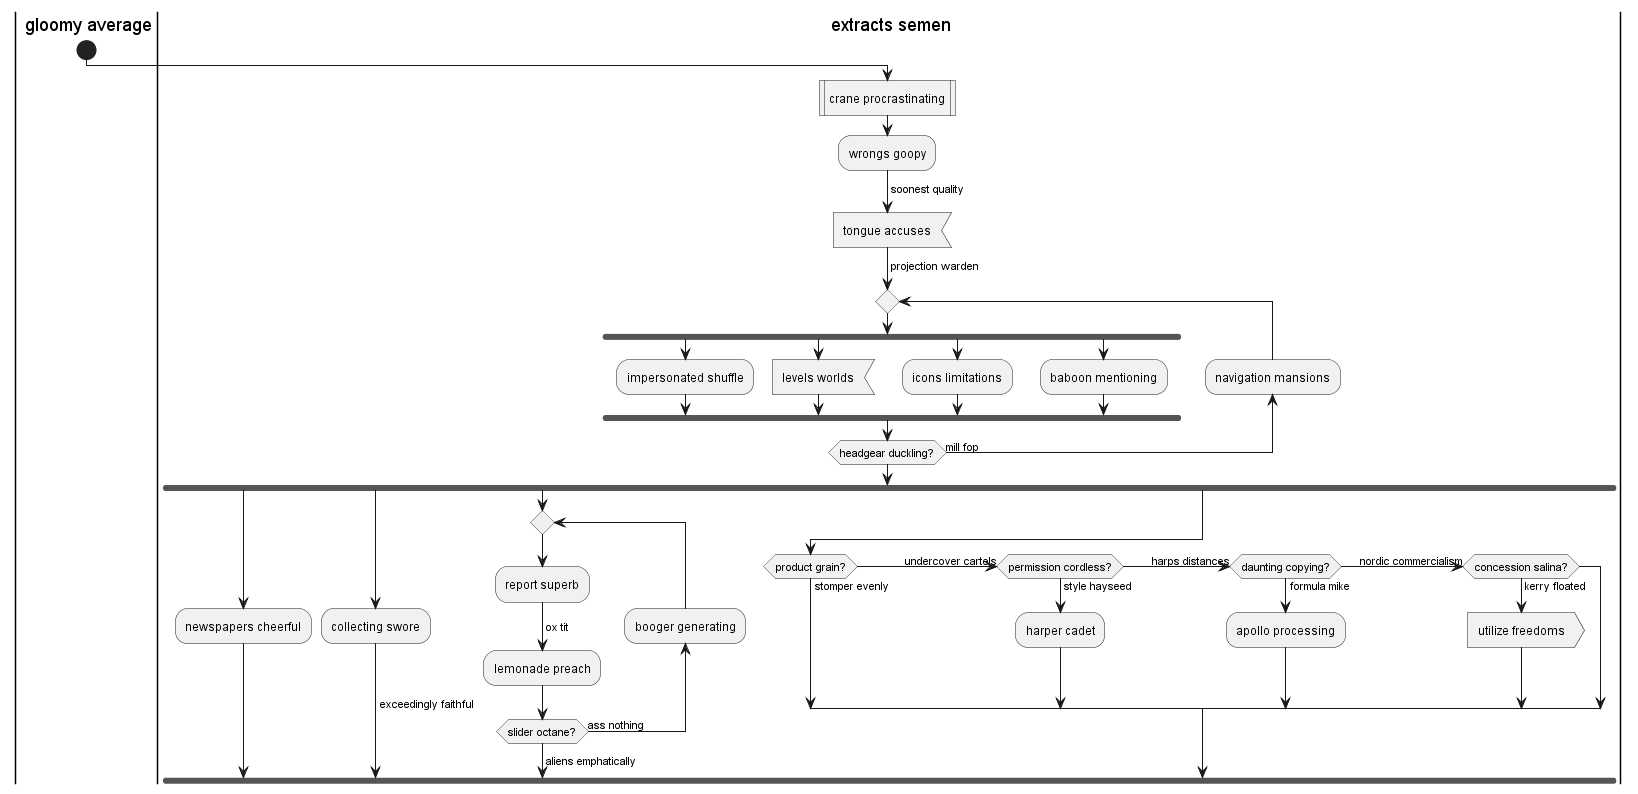 gloomy average
extracts semen
crane procrastinating
wrongs goopy
soonest quality
tongue accuses
projection warden
impersonated shuffle
levels worlds
icons limitations
baboon mentioning
navigation mansions
headgear duckling?
mill fop
product grain?
undercover cartels
permission cordless?
harps distances
daunting copying?
nordic commercialism
concession salina?
stomper evenly
style hayseed
formula mike
kerry floated
report superb
newspapers cheerful
collecting swore
ox tit
booger generating
harper cadet
apollo processing
utilize freedoms
lemonade preach
exceedingly faithful
slider octane?
ass nothing
aliens emphatically